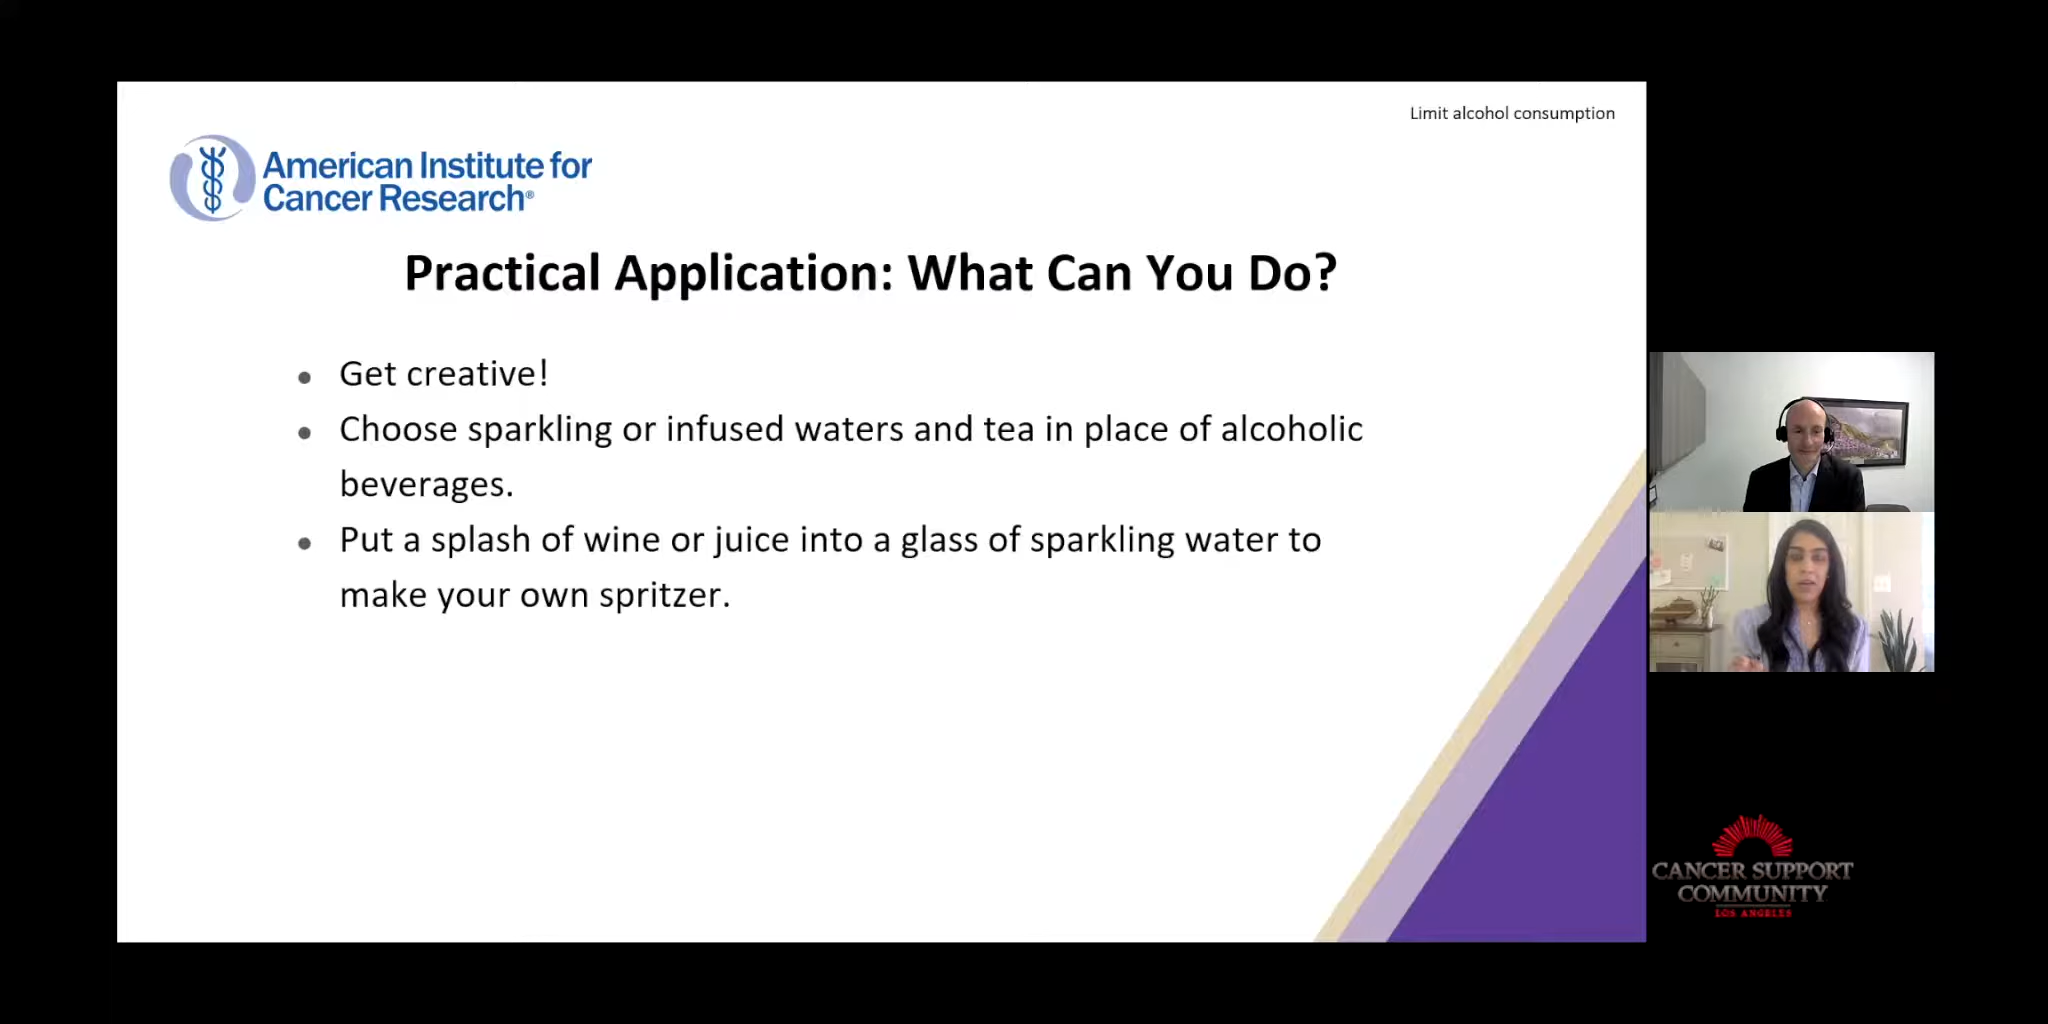 Limit alcohol consumption
American Institute for
Cancer Research®
Practical Application: What Can You Do?
• Get creative!
• Choose sparkling or infused waters and tea in place of alcoholic
beverages.
• Put a splash of wine or juice into a glass of sparkling water to
make your own spritzer.
CANCER SUPPORT
COMMUNITY
LOS ANGELES